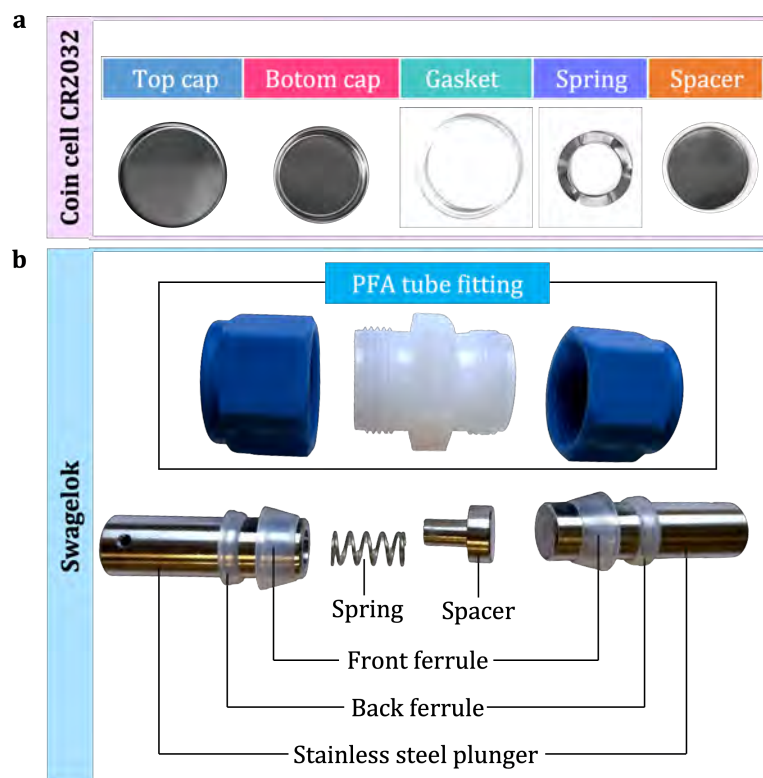 a
Coin cell CR2032
Top cap
Botom cap
Gasket
Spring
Spacer
b
Swagelok
PFA tube fitting
Spring
Spacer
Front ferrule
Back ferrule
Stainless steel plunger